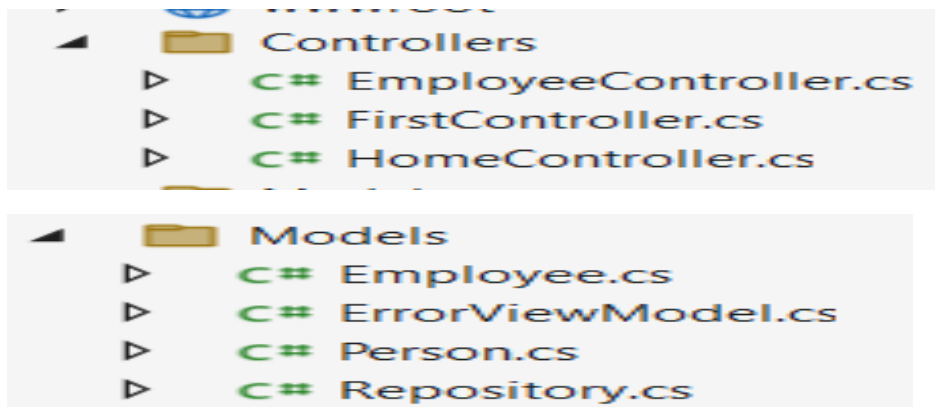 Controllers
C# EmployeeController.cs
C# FirstController.cs
C# HomeController.cs
Models
C# Employee.cs
C# ErrorViewModel.cs
C# Person.cs
C# Repository.cs